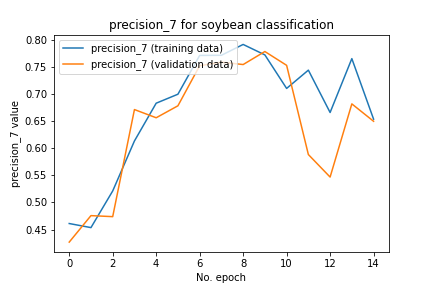 precision_7 for soybean classification
precision_7 (training data)
precision_7 (validation data)
precision_7 value
0.80
0.75
0.70
0.65
0.60
0.55
0.50
0.45
0 2 4 6 8 10 12 14
No. epoch